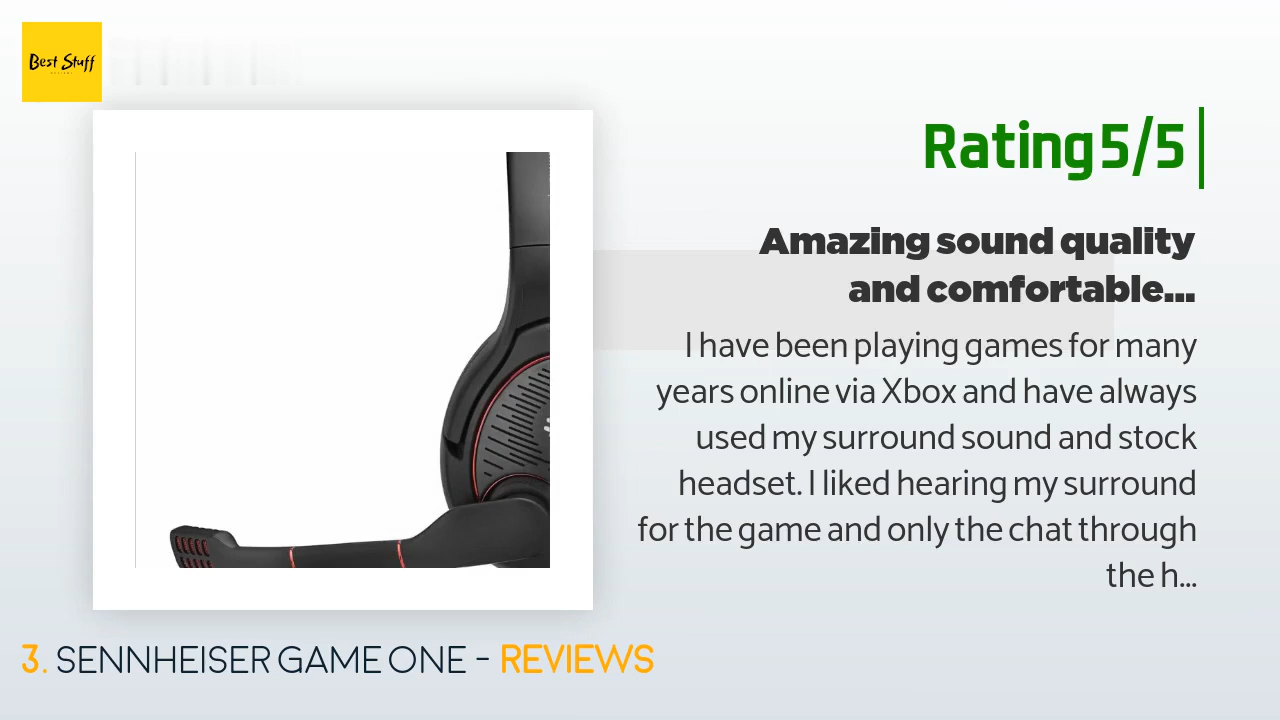 Best Stuff
Rating 5/5
Amazing sound quality
and comfortable...
I have been playing games for many
years online via Xbox and have always
used my surround sound and stock
headset. I liked hearing my surround
for the game and only the chat through
the h...
3. SENNHEISER GAME ONE - REVIEWS